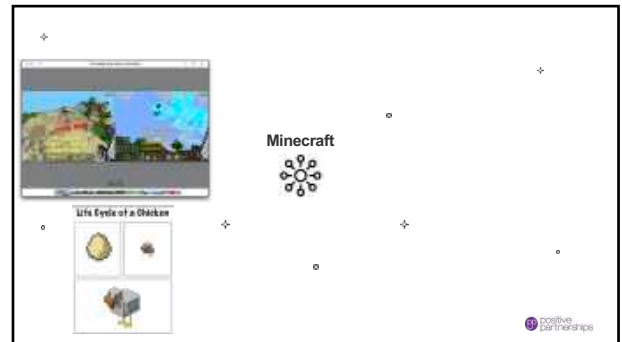 Minecraft
Life Cycle of a Chicken
positive
partnerships